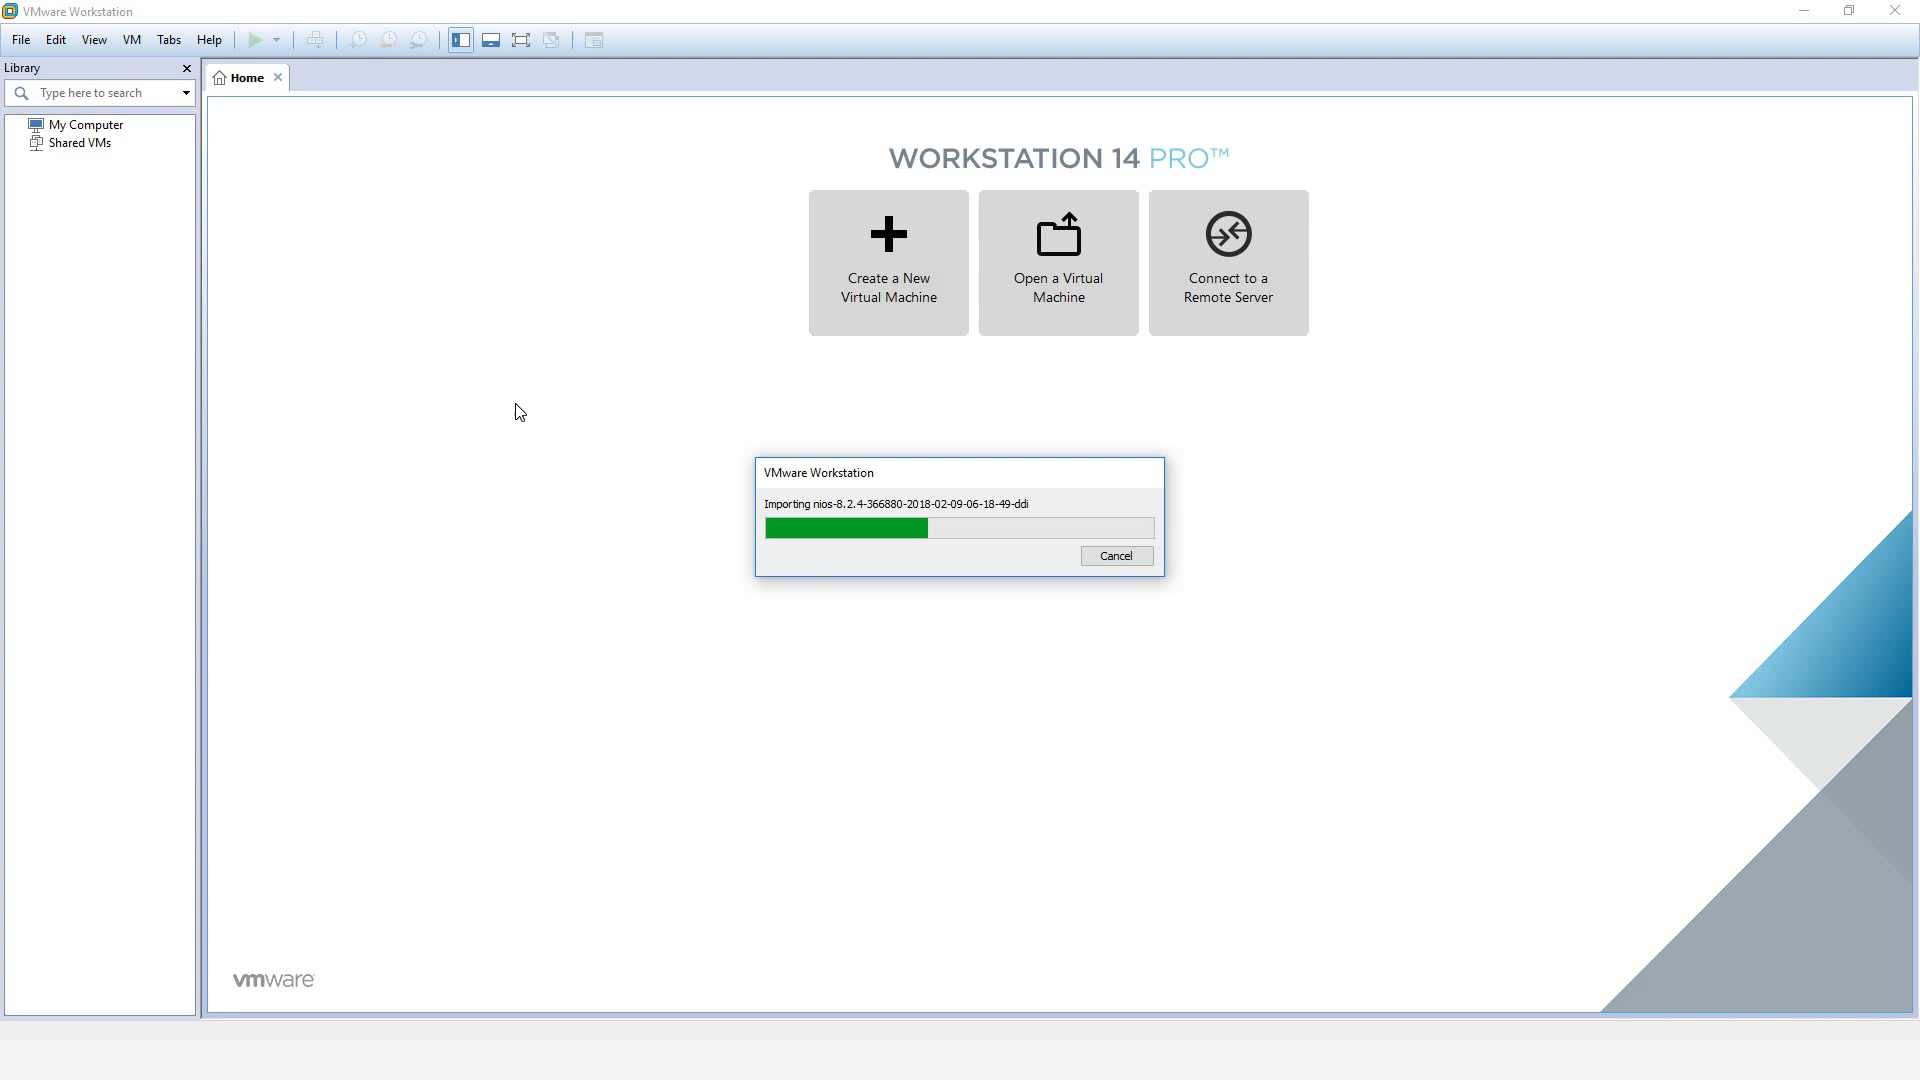 VMware Workstation
File Edit View VM Tabs Help
Library
Type here to search
My Computer
Shared VMs
Home
WORKSTATION 14 PRO™
Create a New
Virtual Machine
Open a Virtual
Machine
Connect to a
Remote Server
VMware Workstation
Importing nios-8.2.4-366880-2018-02-09-06-18-49-ddi
Cancel
vmware